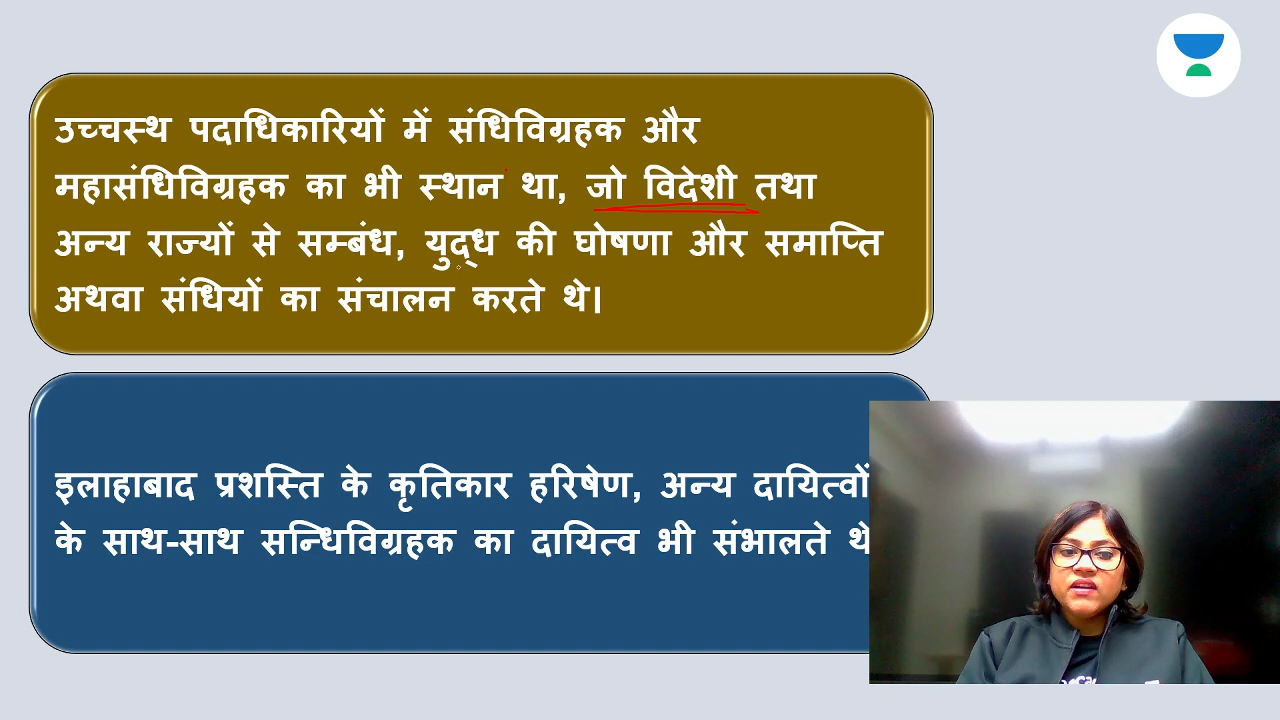 उच्चस्थ पदाधिकारियों में संधिविग्रहक और
महासंधिविग्रहक का भी स्थान था, जो विदेशी तथा
अन्य राज्यों से सम्बंध, युद्ध की घोषणा और समाप्ति
अथवा संधियों का संचालन करते थे।
इलाहाबाद प्रशस्ति के कृतिकार हरिषेण, अन्य दायित्वों
के साथ-साथ सन्धिविग्रहक का दायित्व भी संभालते थे